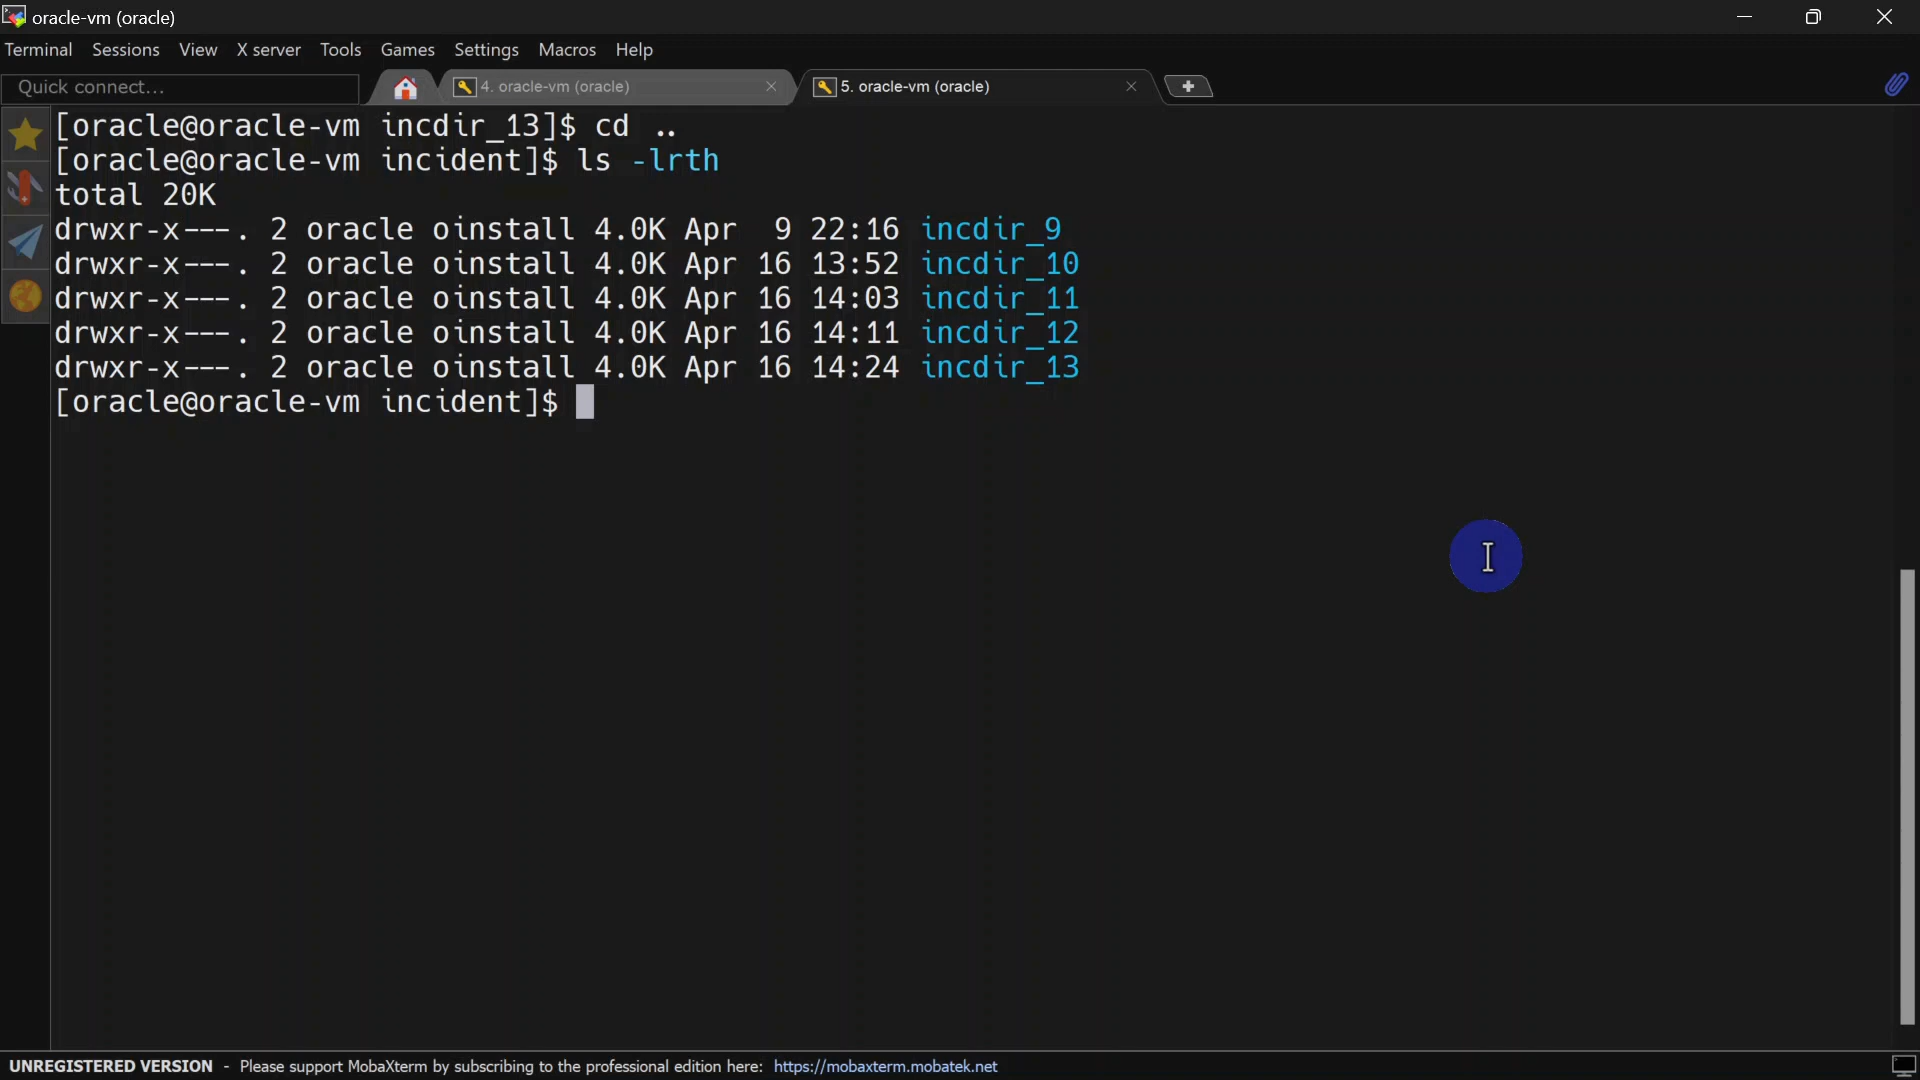 oracle-vm (oracle)
Terminal Sessions View X server Tools Games Settings Macros Help
Quick connect... 4. oracle-vm (oracle) 5. oracle-vm (oracle)
[oracle@oracle-vm incdir_13]$ cd ..
[oracle@oracle-vm incident]$ ls -lrth
total 20K
drwxr-x---. 2 oracle oinstall 4.0K Apr  9 22:16 incdir_9
drwxr-x---. 2 oracle oinstall 4.0K Apr 16 13:52 incdir_10
drwxr-x---. 2 oracle oinstall 4.0K Apr 16 14:03 incdir_11
drwxr-x---. 2 oracle oinstall 4.0K Apr 16 14:11 incdir_12
drwxr-x---. 2 oracle oinstall 4.0K Apr 16 14:24 incdir_13
[oracle@oracle-vm incident]$
UNREGISTERED VERSION - Please support MobaXterm by subscribing to the professional edition here: https://mobaxterm.mobatek.net